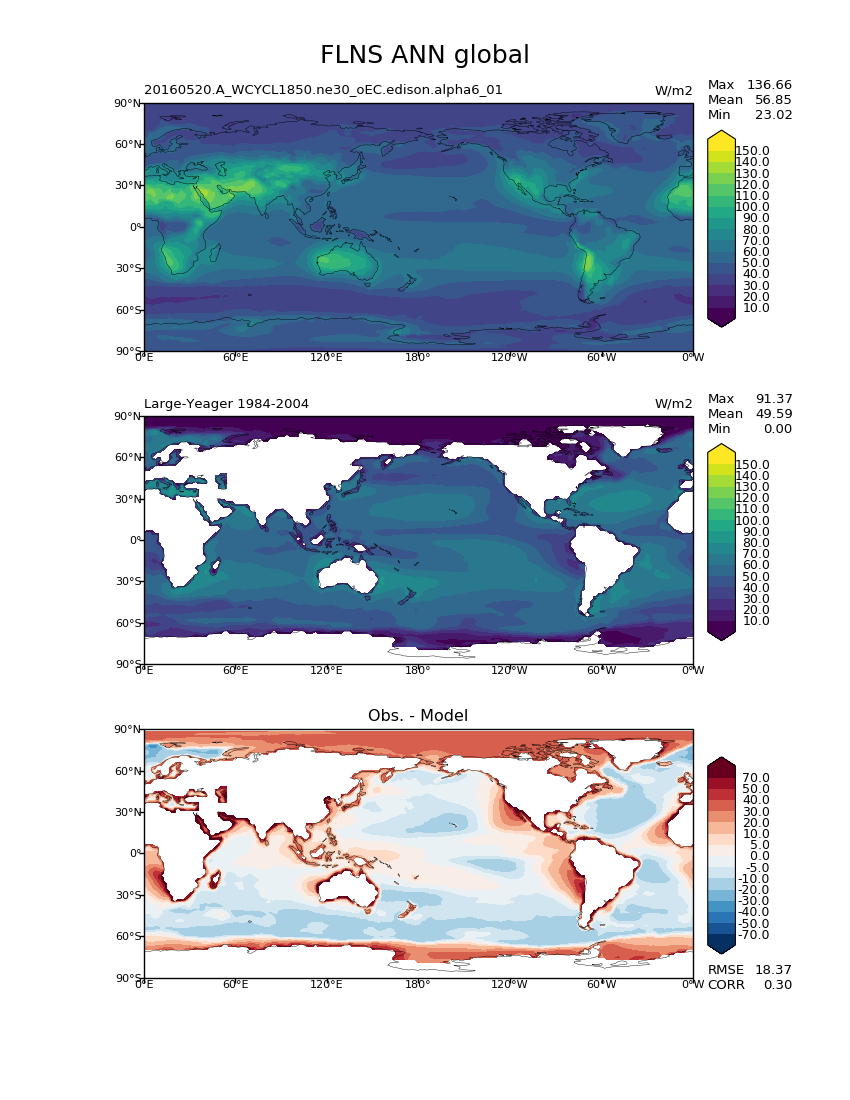 FLNS ANN global
20160520.A_WCYCL1850.ne30_oEC.edison.alpha6_01 W/m2
Max 136.66
Mean 56.85
Min 23.02
90°N
60°N
30°N
0°
30°S
60°S
90°S
0°E 60°E 120°E 180° 120°W 60°W 0°W
150.0
140.0
130.0
120.0
110.0
100.0
90.0
80.0
70.0
60.0
50.0
40.0
30.0
20.0
10.0
Large-Yeager 1984-2004 W/m2
Max 91.37
Mean 49.59
Min 0.00
90°N
60°N
30°N
0°
30°S
60°S
90°S
0°E 60°E 120°E 180° 120°W 60°W 0°W
150.0
140.0
130.0
120.0
110.0
100.0
90.0
80.0
70.0
60.0
50.0
40.0
30.0
20.0
10.0
Obs. - Model
90°N
60°N
30°N
0°
30°S
60°S
90°S
0°E 60°E 120°E 180° 120°W 60°W 0°W
70.0
50.0
40.0
30.0
20.0
10.0
5.0
0.0
-5.0
-10.0
-20.0
-30.0
-40.0
-50.0
-70.0
RMSE 18.37
CORR 0.30